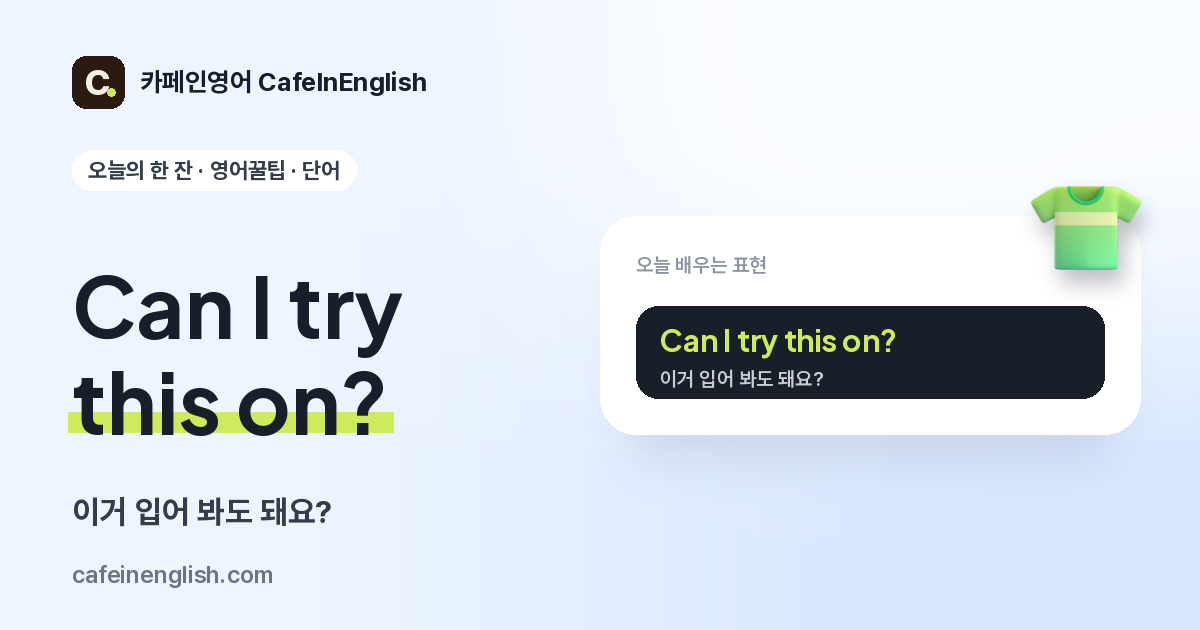 C
카페인영어 CafeInEnglish
오늘의 한 잔 · 영어꿀팁 · 단어
Can I try
this on?
이거 입어 봐도 돼요?
cafeinenglish.com
오늘 배우는 표현
Can I try this on?
이거 입어 봐도 돼요?